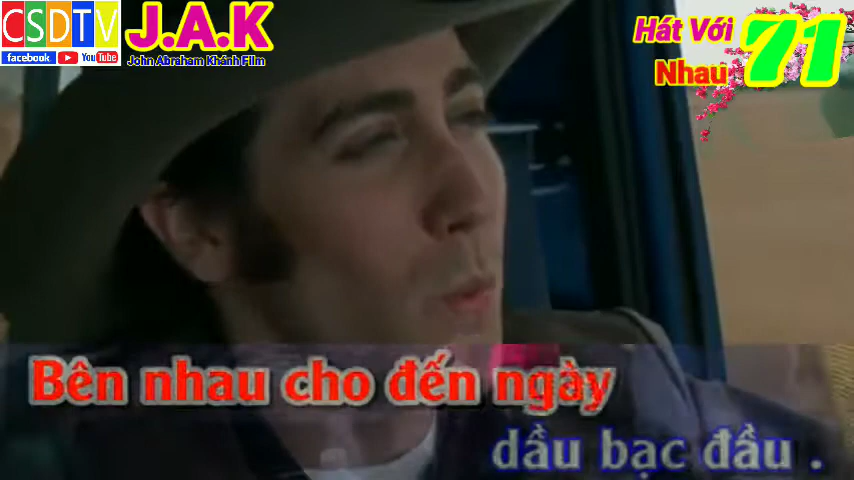 CSDTV
facebook YouTube
J.A.K
John Abraham Khánh Film
Hát Với
Nhau 71
Bên nhau cho đến ngày
dầu bạc đầu .